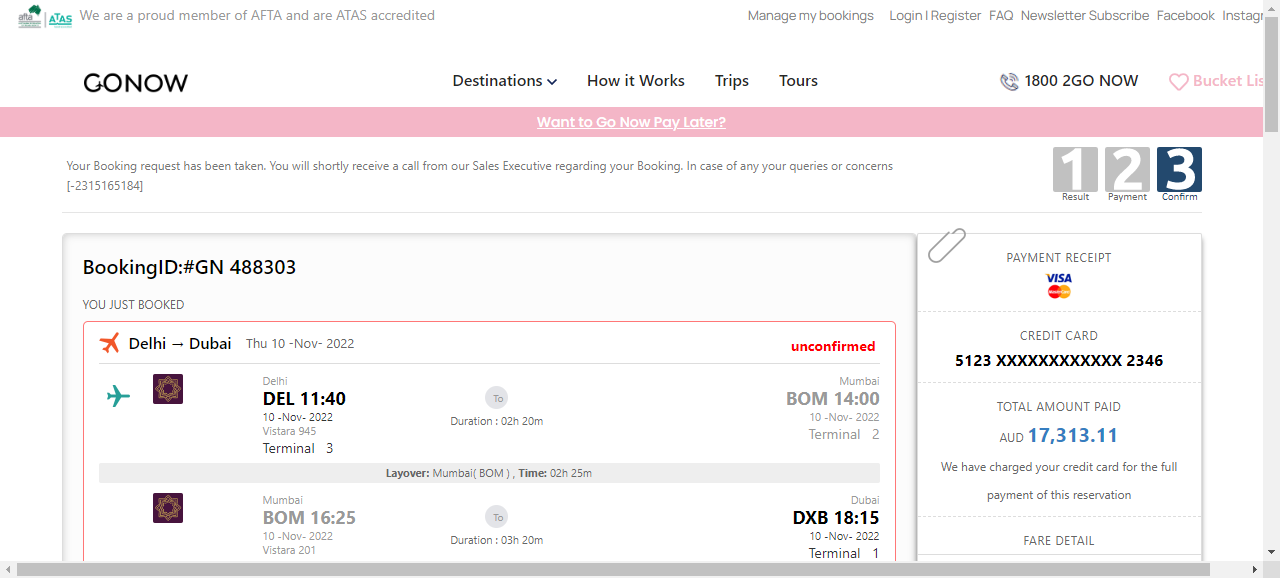 afta ATAS We are a proud member of AFTA and are ATAS accredited
Manage my bookings Login | Register FAQ Newsletter Subscribe Facebook Instagr
GONOW Destinations How it Works Trips Tours 1800 2GO NOW Bucket Lis
Want to Go Now Pay Later?
Your Booking request has been taken. You will shortly receive a call from our Sales Executive regarding your Booking. In case of any your queries or concerns
[-2315165184]
1 2 3
Result Payment Confirm
BookingID:#GN 488303
YOU JUST BOOKED
Delhi → Dubai Thu 10 -Nov- 2022 unconfirmed
Delhi
DEL 11:40
10 -Nov- 2022
Vistara 945
Terminal 3
To
Duration : 02h 20m
Mumbai
BOM 14:00
10 -Nov- 2022
Terminal 2
Layover: Mumbai( BOM ) , Time: 02h 25m
Mumbai
BOM 16:25
10 -Nov- 2022
Vistara 201
To
Duration : 03h 20m
Dubai
DXB 18:15
10 -Nov- 2022
Terminal 1
PAYMENT RECEIPT
VISA
CREDIT CARD
5123 XXXXXXXXXXXX 2346
TOTAL AMOUNT PAID
AUD 17,313.11
We have charged your credit card for the full
payment of this reservation
FARE DETAIL